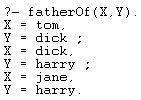 ?- fatherOf(X,Y).
X = tom,
Y = dick ;
X = dick,
Y = harry ;
X = jane,
Y = harry.